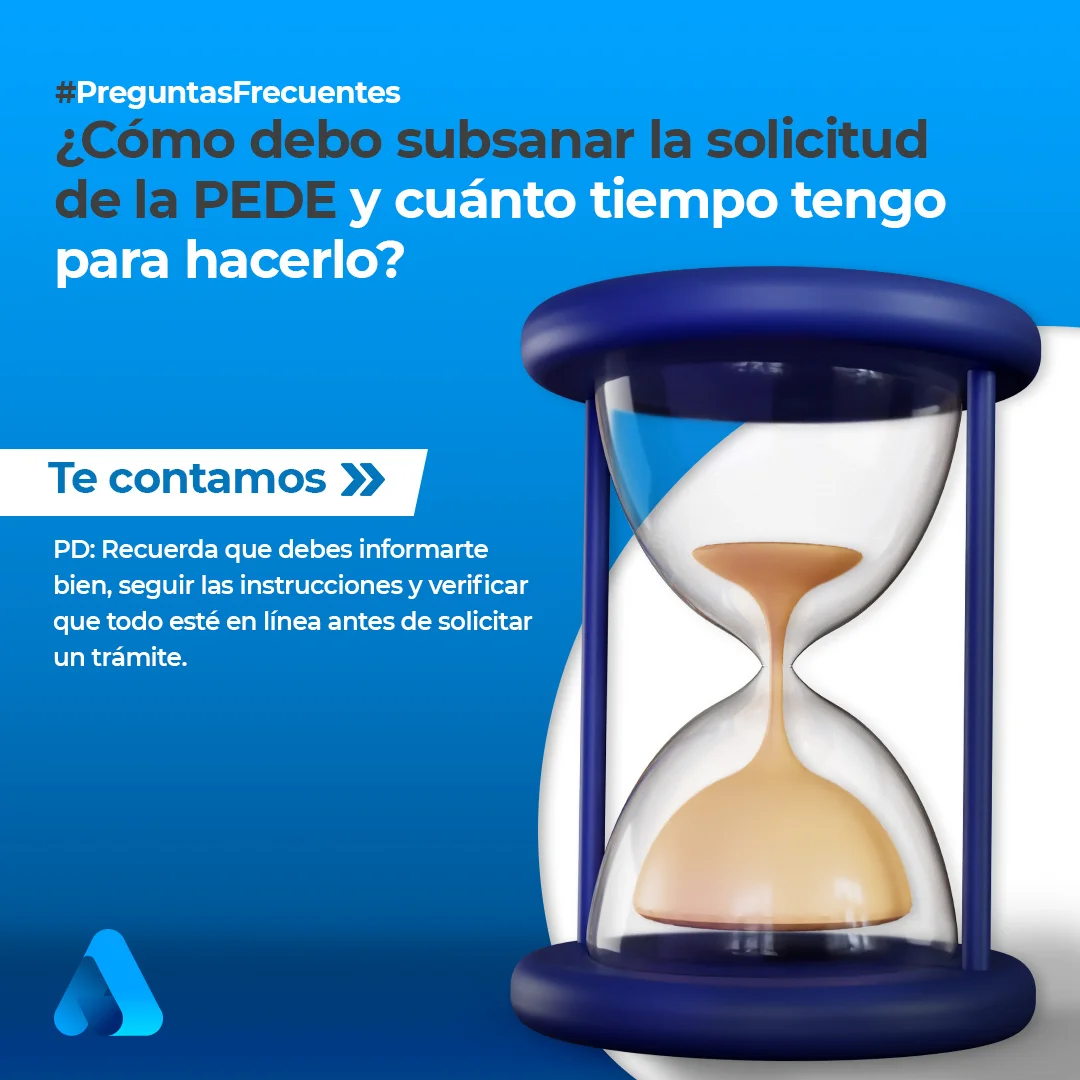 #PreguntasFrecuentes
¿Cómo debo subsanar la solicitud
de la PEDE y cuánto tiempo tengo
para hacerlo?
Te contamos
PD: Recuerda que debes informarte
bien, seguir las instrucciones y verificar
que todo esté en línea antes de solicitar
un trámite.